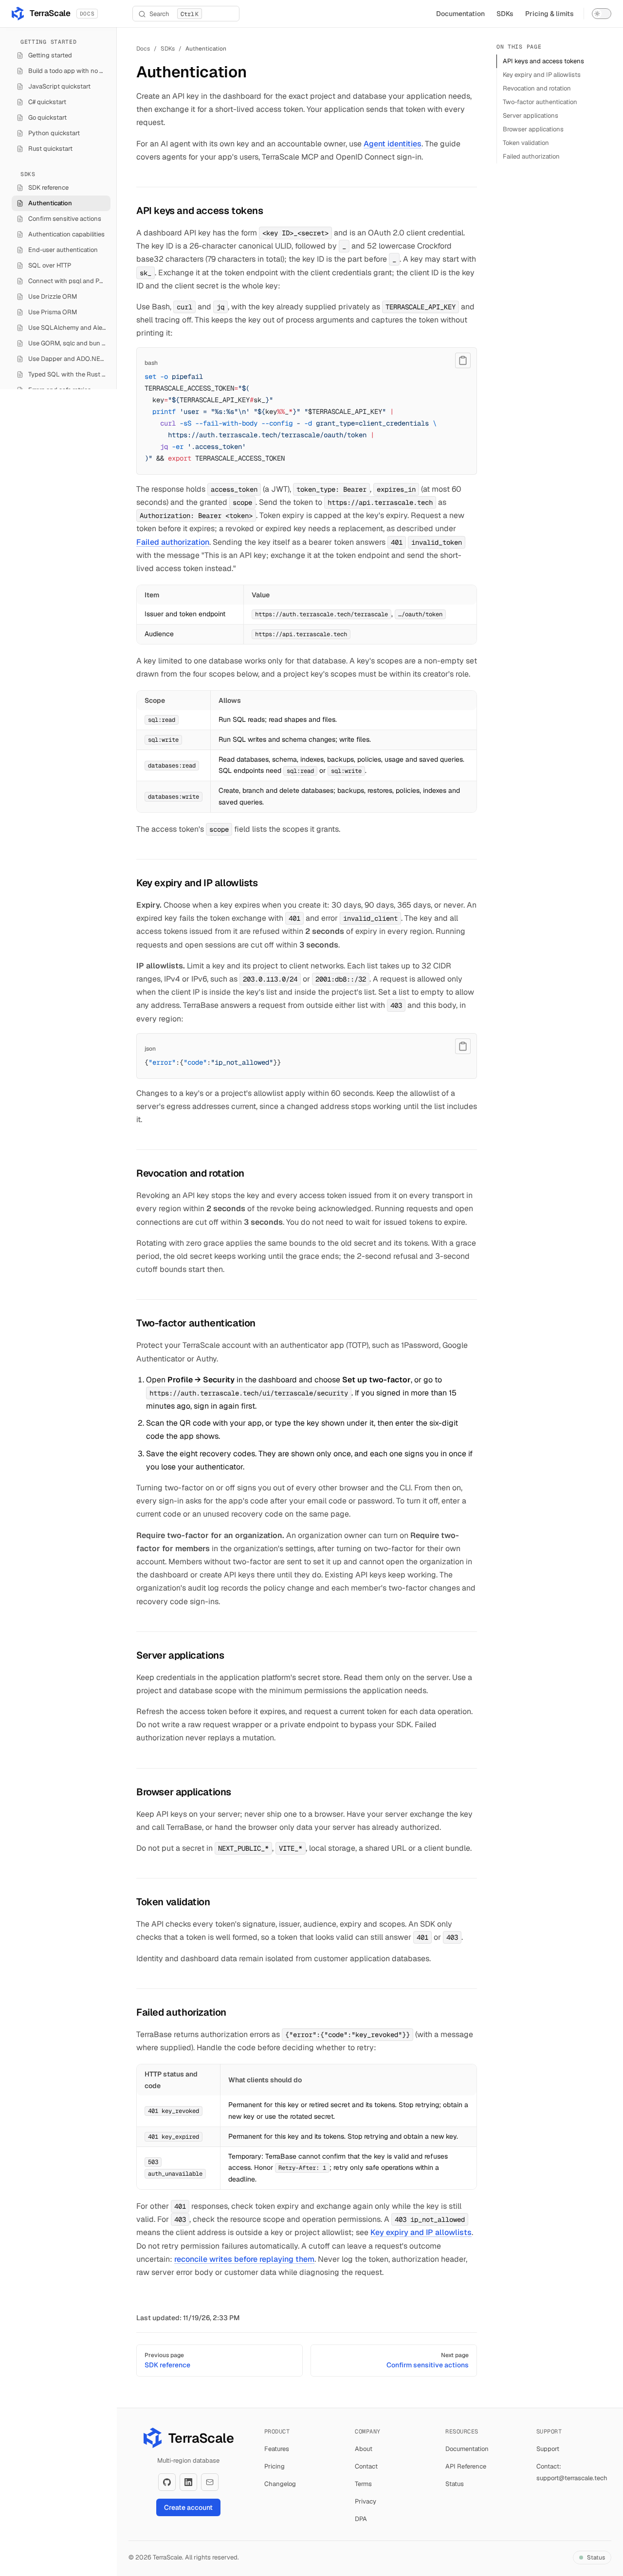 TerraScale DOCS
Search Ctrl K
Documentation SDKs Pricing & limits
GETTING STARTED
Getting started
Build a todo app with no ...
JavaScript quickstart
C# quickstart
Go quickstart
Python quickstart
Rust quickstart
SDKS
SDK reference
Authentication
Confirm sensitive actions
Authentication capabilities
End-user authentication
SQL over HTTP
Connect with psql and P...
Use Drizzle ORM
Use Prisma ORM
Use SQLAlchemy and Ale...
Use GORM, sqlc and bun ...
Use Dapper and ADO.NE...
Typed SQL with the Rust ...
Docs / SDKs / Authentication
Authentication
Create an API key in the dashboard for the exact project and database your application needs,
then exchange it for a short-lived access token. Your application sends that token with every
request.
For an AI agent with its own key and an accountable owner, use Agent identities. The guide
covers agents for your app's users, TerraScale MCP and OpenID Connect sign-in.
API keys and access tokens
A dashboard API key has the form <key ID>_<secret> and is an OAuth 2.0 client credential.
The key ID is a 26-character canonical ULID, followed by _ and 52 lowercase Crockford
base32 characters (79 characters in total); the key ID is the part before _. A key may start with
sk_. Exchange it at the token endpoint with the client credentials grant; the client ID is the key
ID and the client secret is the whole key:
Use Bash, curl and jq, with the key already supplied privately as TERRASCALE_API_KEY and
shell tracing off. This keeps the key out of process arguments and captures the token without
printing it:
bash
set -o pipefail
TERRASCALE_ACCESS_TOKEN="$(
key="${TERRASCALE_API_KEY#sk_}"
printf 'user = "%s:%s"\n' "${key%%_*}" "$TERRASCALE_API_KEY" |
curl -sS --fail-with-body --config - -d grant_type=client_credentials \
https://auth.terrascale.tech/terrascale/oauth/token |
jq -er '.access_token'
)" && export TERRASCALE_ACCESS_TOKEN
The response holds access_token (a JWT), token_type: Bearer, expires_in (at most 60
seconds) and the granted scope. Send the token to https://api.terrascale.tech as
Authorization: Bearer <token>. Token expiry is capped at the key's expiry. Request a new
token before it expires; a revoked or expired key needs a replacement, as described under
Failed authorization. Sending the key itself as a bearer token answers 401 invalid_token
with the message "This is an API key; exchange it at the token endpoint and send the short-
lived access token instead."
Item Value
Issuer and token endpoint https://auth.terrascale.tech/terrascale, …/oauth/token
Audience https://api.terrascale.tech
A key limited to one database works only for that database. A key's scopes are a non-empty set
drawn from the four scopes below, and a project key's scopes must be within its creator's role.
Scope Allows
sql:read Run SQL reads; read shapes and files.
sql:write Run SQL writes and schema changes; write files.
databases:read Read databases, schema, indexes, backups, policies, usage and saved queries.
SQL endpoints need sql:read or sql:write.
databases:write Create, branch and delete databases; backups, restores, policies, indexes and
saved queries.
The access token's scope field lists the scopes it grants.
Key expiry and IP allowlists
Expiry. Choose when a key expires when you create it: 30 days, 90 days, 365 days, or never. An
expired key fails the token exchange with 401 and error invalid_client. The key and all
access tokens issued from it are refused within 2 seconds of expiry in every region. Running
requests and open sessions are cut off within 3 seconds.
IP allowlists. Limit a key and its project to client networks. Each list takes up to 32 CIDR
ranges, IPv4 or IPv6, such as 203.0.113.0/24 or 2001:db8::/32. A request is allowed only
when the client IP is inside the key's list and inside the project's list. Set a list to empty to allow
any address. TerraBase answers a request from outside either list with 403 and this body, in
every region:
json
{"error":{"code":"ip_not_allowed"}}
Changes to a key's or a project's allowlist apply within 60 seconds. Keep the allowlist of a
server's egress addresses current, since a changed address stops working until the list includes
it.
Revocation and rotation
Revoking an API key stops the key and every access token issued from it on every transport in
every region within 2 seconds of the revoke being acknowledged. Running requests and open
connections are cut off within 3 seconds. You do not need to wait for issued tokens to expire.
Rotating with zero grace applies the same bounds to the old secret and its tokens. With a grace
period, the old secret keeps working until the grace ends; the 2-second refusal and 3-second
cutoff bounds start then.
Two-factor authentication
Protect your TerraScale account with an authenticator app (TOTP), such as 1Password, Google
Authenticator or Authy.
1. Open Profile → Security in the dashboard and choose Set up two-factor, or go to
https://auth.terrascale.tech/ui/terrascale/security. If you signed in more than 15
minutes ago, sign in again first.
2. Scan the QR code with your app, or type the key shown under it, then enter the six-digit
code the app shows.
3. Save the eight recovery codes. They are shown only once, and each one signs you in once if
you lose your authenticator.
Turning two-factor on or off signs you out of every other browser and the CLI. From then on,
every sign-in asks for the app's code after your email code or password. To turn it off, enter a
current code or an unused recovery code on the same page.
Require two-factor for an organization. An organization owner can turn on Require two-
factor for members in the organization's settings, after turning on two-factor for their own
account. Members without two-factor are sent to set it up and cannot open the organization in
the dashboard or create API keys there until they do. Existing API keys keep working. The
organization's audit log records the policy change and each member's two-factor changes and
recovery code sign-ins.
Server applications
Keep credentials in the application platform's secret store. Read them only on the server. Use a
project and database scope with the minimum permissions the application needs.
Refresh the access token before it expires, and request a current token for each data operation.
Do not write a raw request wrapper or a private endpoint to bypass your SDK. Failed
authorization never replays a mutation.
Browser applications
Keep API keys on your server; never ship one to a browser. Have your server exchange the key
and call TerraBase, or hand the browser only data your server has already authorized.
Do not put a secret in NEXT_PUBLIC_*, VITE_*, local storage, a shared URL or a client bundle.
Token validation
The API checks every token's signature, issuer, audience, expiry and scopes. An SDK only
checks that a token is well formed, so a token that looks valid can still answer 401 or 403.
Identity and dashboard data remain isolated from customer application databases.
Failed authorization
TerraBase returns authorization errors as {"error":{"code":"key_revoked"}} (with a message
where supplied). Handle the code before deciding whether to retry:
HTTP status and
code What clients should do
401 key_revoked Permanent for this key or retired secret and its tokens. Stop retrying; obtain a
new key or use the rotated secret.
401 key_expired Permanent for this key and its tokens. Stop retrying and obtain a new key.
503
auth_unavailable Temporary: TerraBase cannot confirm that the key is valid and refuses
access. Honor Retry-After: 1; retry only safe operations within a
deadline.
For other 401 responses, check token expiry and exchange again only while the key is still
valid. For 403, check the resource scope and operation permissions. A 403 ip_not_allowed
means the client address is outside a key or project allowlist; see Key expiry and IP allowlists.
Do not retry permission failures automatically. A cutoff can leave a request's outcome
uncertain; reconcile writes before replaying them. Never log the token, authorization header,
raw server error body or customer data while diagnosing the request.
Last updated: 11/19/26, 2:33 PM
Previous page
SDK reference
Next page
Confirm sensitive actions
ON THIS PAGE
API keys and access tokens
Key expiry and IP allowlists
Revocation and rotation
Two-factor authentication
Server applications
Browser applications
Token validation
Failed authorization
TerraScale
Multi-region database
Create account
PRODUCT
Features
Pricing
Changelog
COMPANY
About
Contact
Terms
Privacy
DPA
RESOURCES
Documentation
API Reference
Status
SUPPORT
Support
Contact:
support@terrascale.tech
© 2026 TerraScale. All rights reserved.
Status